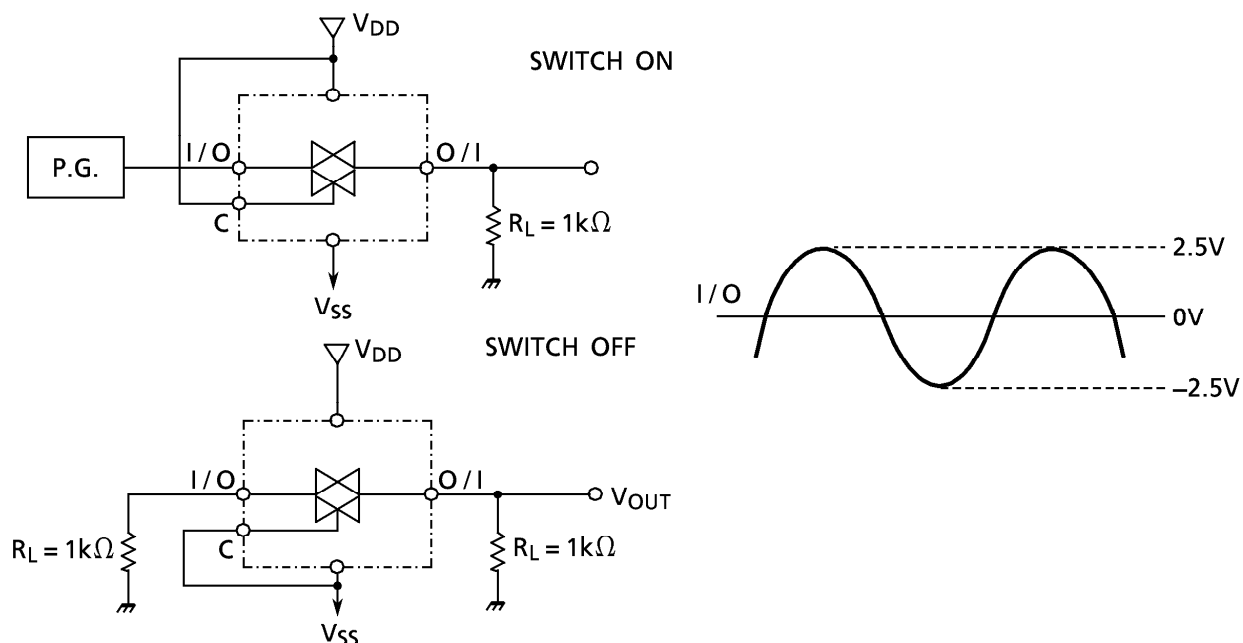 VDD
SWITCH ON
P.G.
I/O
O/I
C
RL = 1kΩ
VSS
SWITCH OFF
VDD
I/O
O/I
VOUT
C
RL = 1kΩ
RL = 1kΩ
VSS
2.5V
I/O
0V
–2.5V